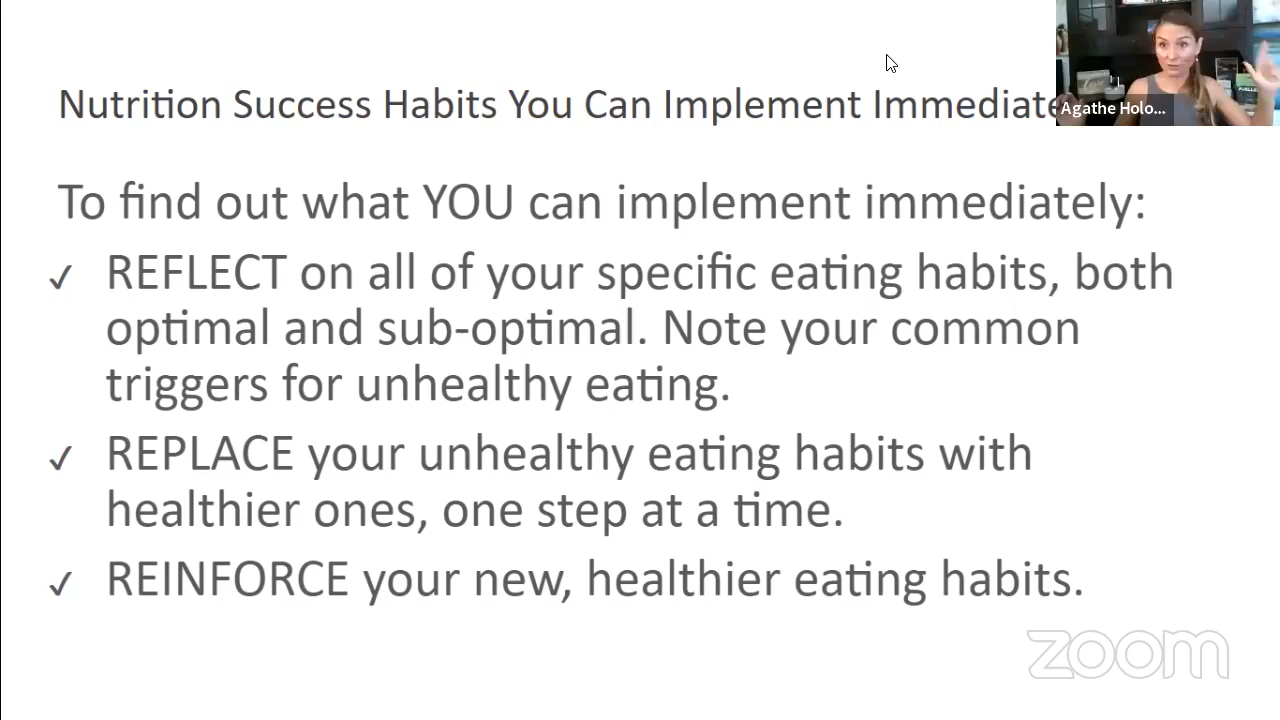 Nutrition Success Habits You Can Implement Immediate
Agathe Holo...
To find out what YOU can implement immediately:
✓ REFLECT on all of your specific eating habits, both
optimal and sub-optimal. Note your common
triggers for unhealthy eating.
✓ REPLACE your unhealthy eating habits with
healthier ones, one step at a time.
✓ REINFORCE your new, healthier eating habits.
zoom